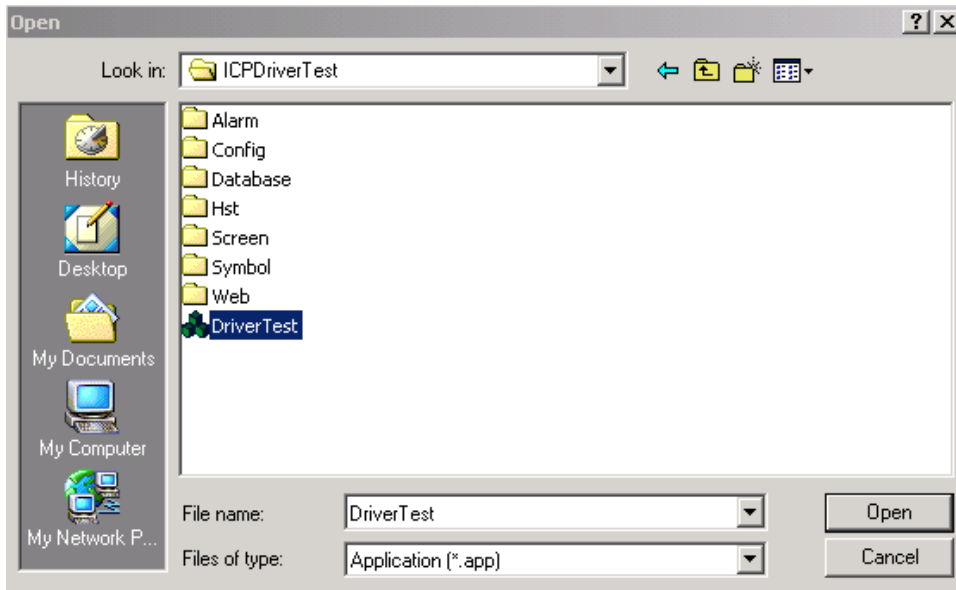 Open
Look in: ICPDriverTest
History
Desktop
My Documents
My Computer
My Network P...
Alarm
Config
Database
Hst
Screen
Symbol
Web
DriverTest
File name: DriverTest
Open
Files of type: Application (*.app)
Cancel